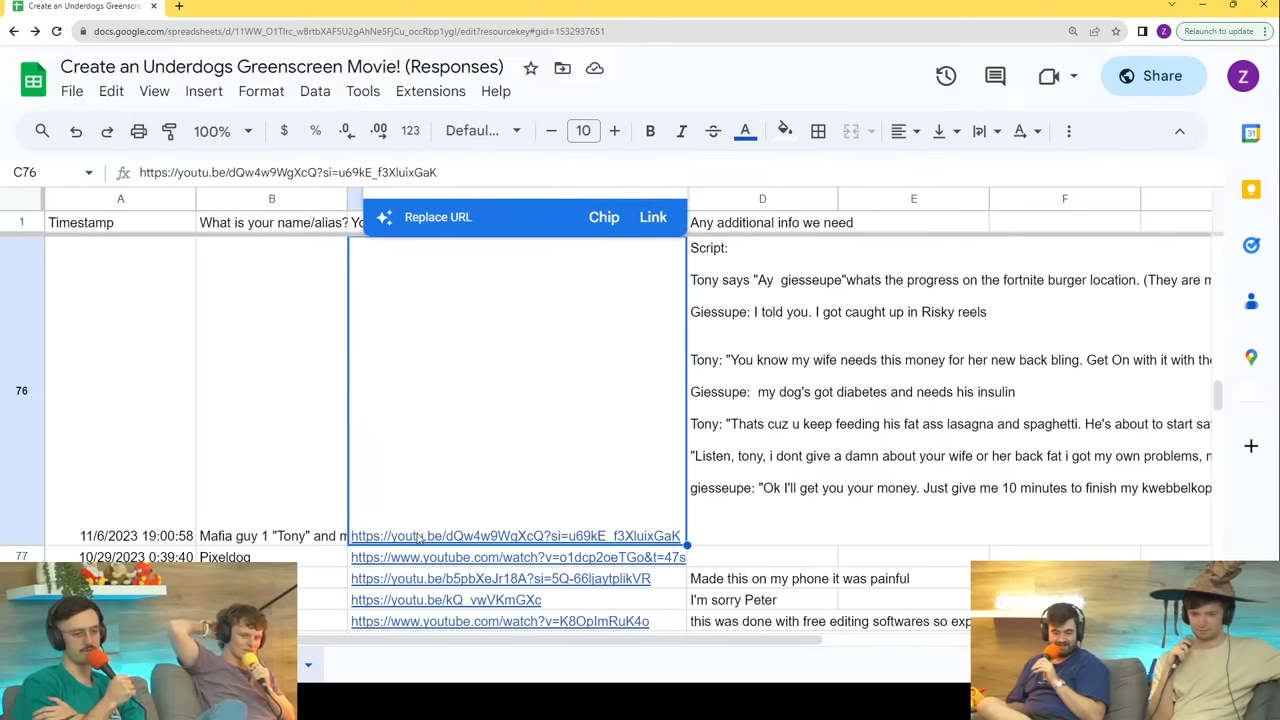 Create an Underdogs Greenscreen
docs.google.com/spreadsheets/d/11WW_O1TIrc_wBrtbXAF5U2gAhNe5FjCu_occRbp1ygI/edit?resourcekey#gid=1532937651
Relaunch to update
Create an Underdogs Greenscreen Movie! (Responses)
Share
Z
File Edit View Insert Format Data Tools Extensions Help
100% $ % .0 .00 123 Defaul... 10 B I A
C76 fx https://youtu.be/dQw4w9WgXcQ?si=u69kE_f3XluixGaK
A B D E F
Replace URL Chip Link
1 Timestamp What is your name/alias? Yo Any additional info we need
Script:
Tony says "Ay giesseupe"whats the progress on the fortnite burger location. (They are m
Giessupe: I told you. I got caught up in Risky reels
Tony: "You know my wife needs this money for her new back bling. Get On with it with the
76
Giessupe: my dog's got diabetes and needs his insulin
Tony: "Thats cuz u keep feeding his fat ass lasagna and spaghetti. He's about to start sa
"Listen, tony, i dont give a damn about your wife or her back fat i got my own problems, m
giesseupe: "Ok I'll get you your money. Just give me 10 minutes to finish my kwebbelkop
11/6/2023 19:00:58 Mafia guy 1 "Tony" and m https://youtu.be/dQw4w9WgXcQ?si=u69kE_f3XluixGaK
77 10/29/2023 0:39:40 Pixeldog https://www.youtube.com/watch?v=o1dcp2oeTGo&t=47s
https://youtu.be/b5pbXeJr18A?si=5Q-66ljaytplikVR Made this on my phone it was painful
https://youtu.be/kQ_vwVKmGXc I'm sorry Peter
https://www.youtube.com/watch?v=K8OpImRuK4o this was done with free editing softwares so exp